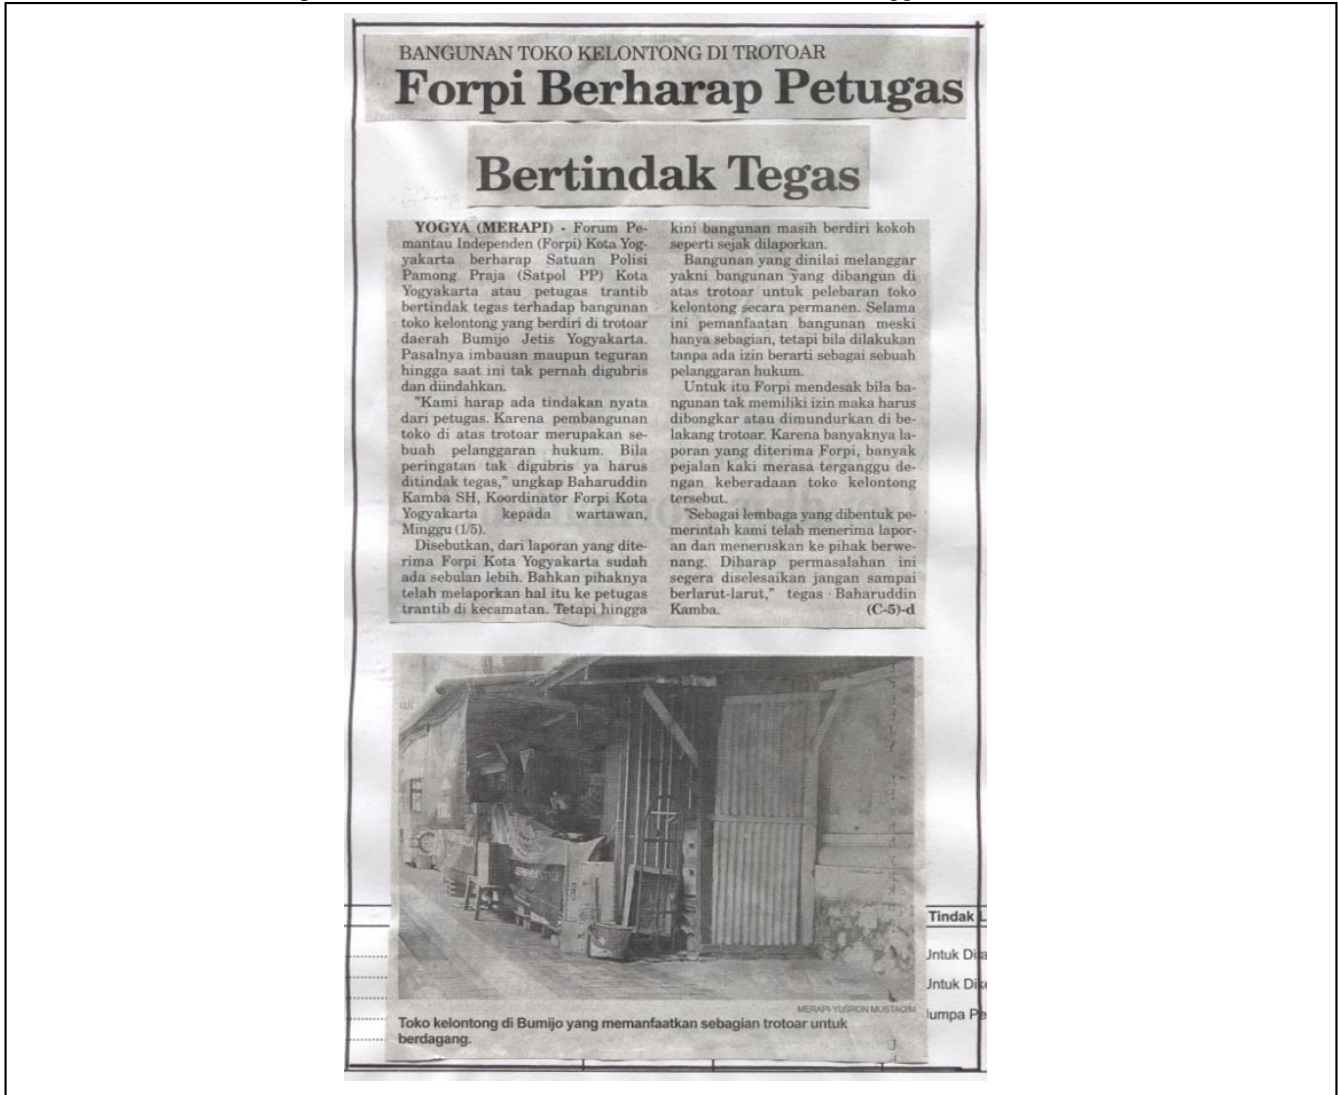 BANGUNAN TOKO KELONTONG DI TROTOAR
Forpi Berharap Petugas
Bertindak Tegas
YOGYA (MERAPI) - Forum Pe-
mantau Independen (Forpi) Kota Yog-
yakarta berharap Satuan Polisi
Pamong Praja (Satpol PP) Kota
Yogyakarta atau petugas trantib
bertindak tegas terhadap bangunan
toko kelontong yang berdiri di trotoar
daerah Bumijo Jetis Yogyakarta.
Pasalnya imbauan maupun teguran
hingga saat ini tak pernah digubris
dan diindahkan.
"Kami harap ada tindakan nyata
dari petugas. Karena pembangunan
toko di atas trotoar merupakan se-
buah pelanggaran hukum. Bila
peringatan tak digubris ya harus
ditindak tegas," ungkap Baharuddin
Kamba SH, Koordinator Forpi Kota
Yogyakarta kepada wartawan,
Minggu (1/5).
Disebutkan, dari laporan yang dite-
rima Forpi Kota Yogyakarta sudah
ada sebulan lebih. Bahkan pihaknya
telah melaporkan hal itu ke petugas
trantib di kecamatan. Tetapi hingga
kini bangunan masih berdiri kokoh
seperti sejak dilaporkan.
Bangunan yang dinilai melanggar
yakni bangunan yang dibangun di
atas trotoar untuk pelebaran toko
kelontong secara permanen. Selama
ini pemanfaatan bangunan meski
hanya sebagian, tetapi bila dilakukan
tanpa ada izin berarti sebagai sebuah
pelanggaran hukum.
Untuk itu Forpi mendesak bila ba-
ngunan tak memiliki izin maka harus
dibongkar atau dimundurkan di be-
lakang trotoar. Karena banyaknya la-
poran yang diterima Forpi, banyak
pejalan kaki merasa terganggu de-
ngan keberadaan toko kelontong
tersebut.
"Sebagai lembaga yang dibentuk pe-
merintah kami telah menerima lapor-
an dan meneruskan ke pihak berwe-
nang. Diharap permasalahan ini
segera diselesaikan jangan sampai
berlarut-larut," tegas Baharuddin
Kamba. (C-5)-d
MERAPI-YUSRON MUSTAQIM
Toko kelontong di Bumijo yang memanfaatkan sebagian trotoar untuk
berdagang.
Tindak L
Untuk Di
Untuk Dik
Jumpa Pe